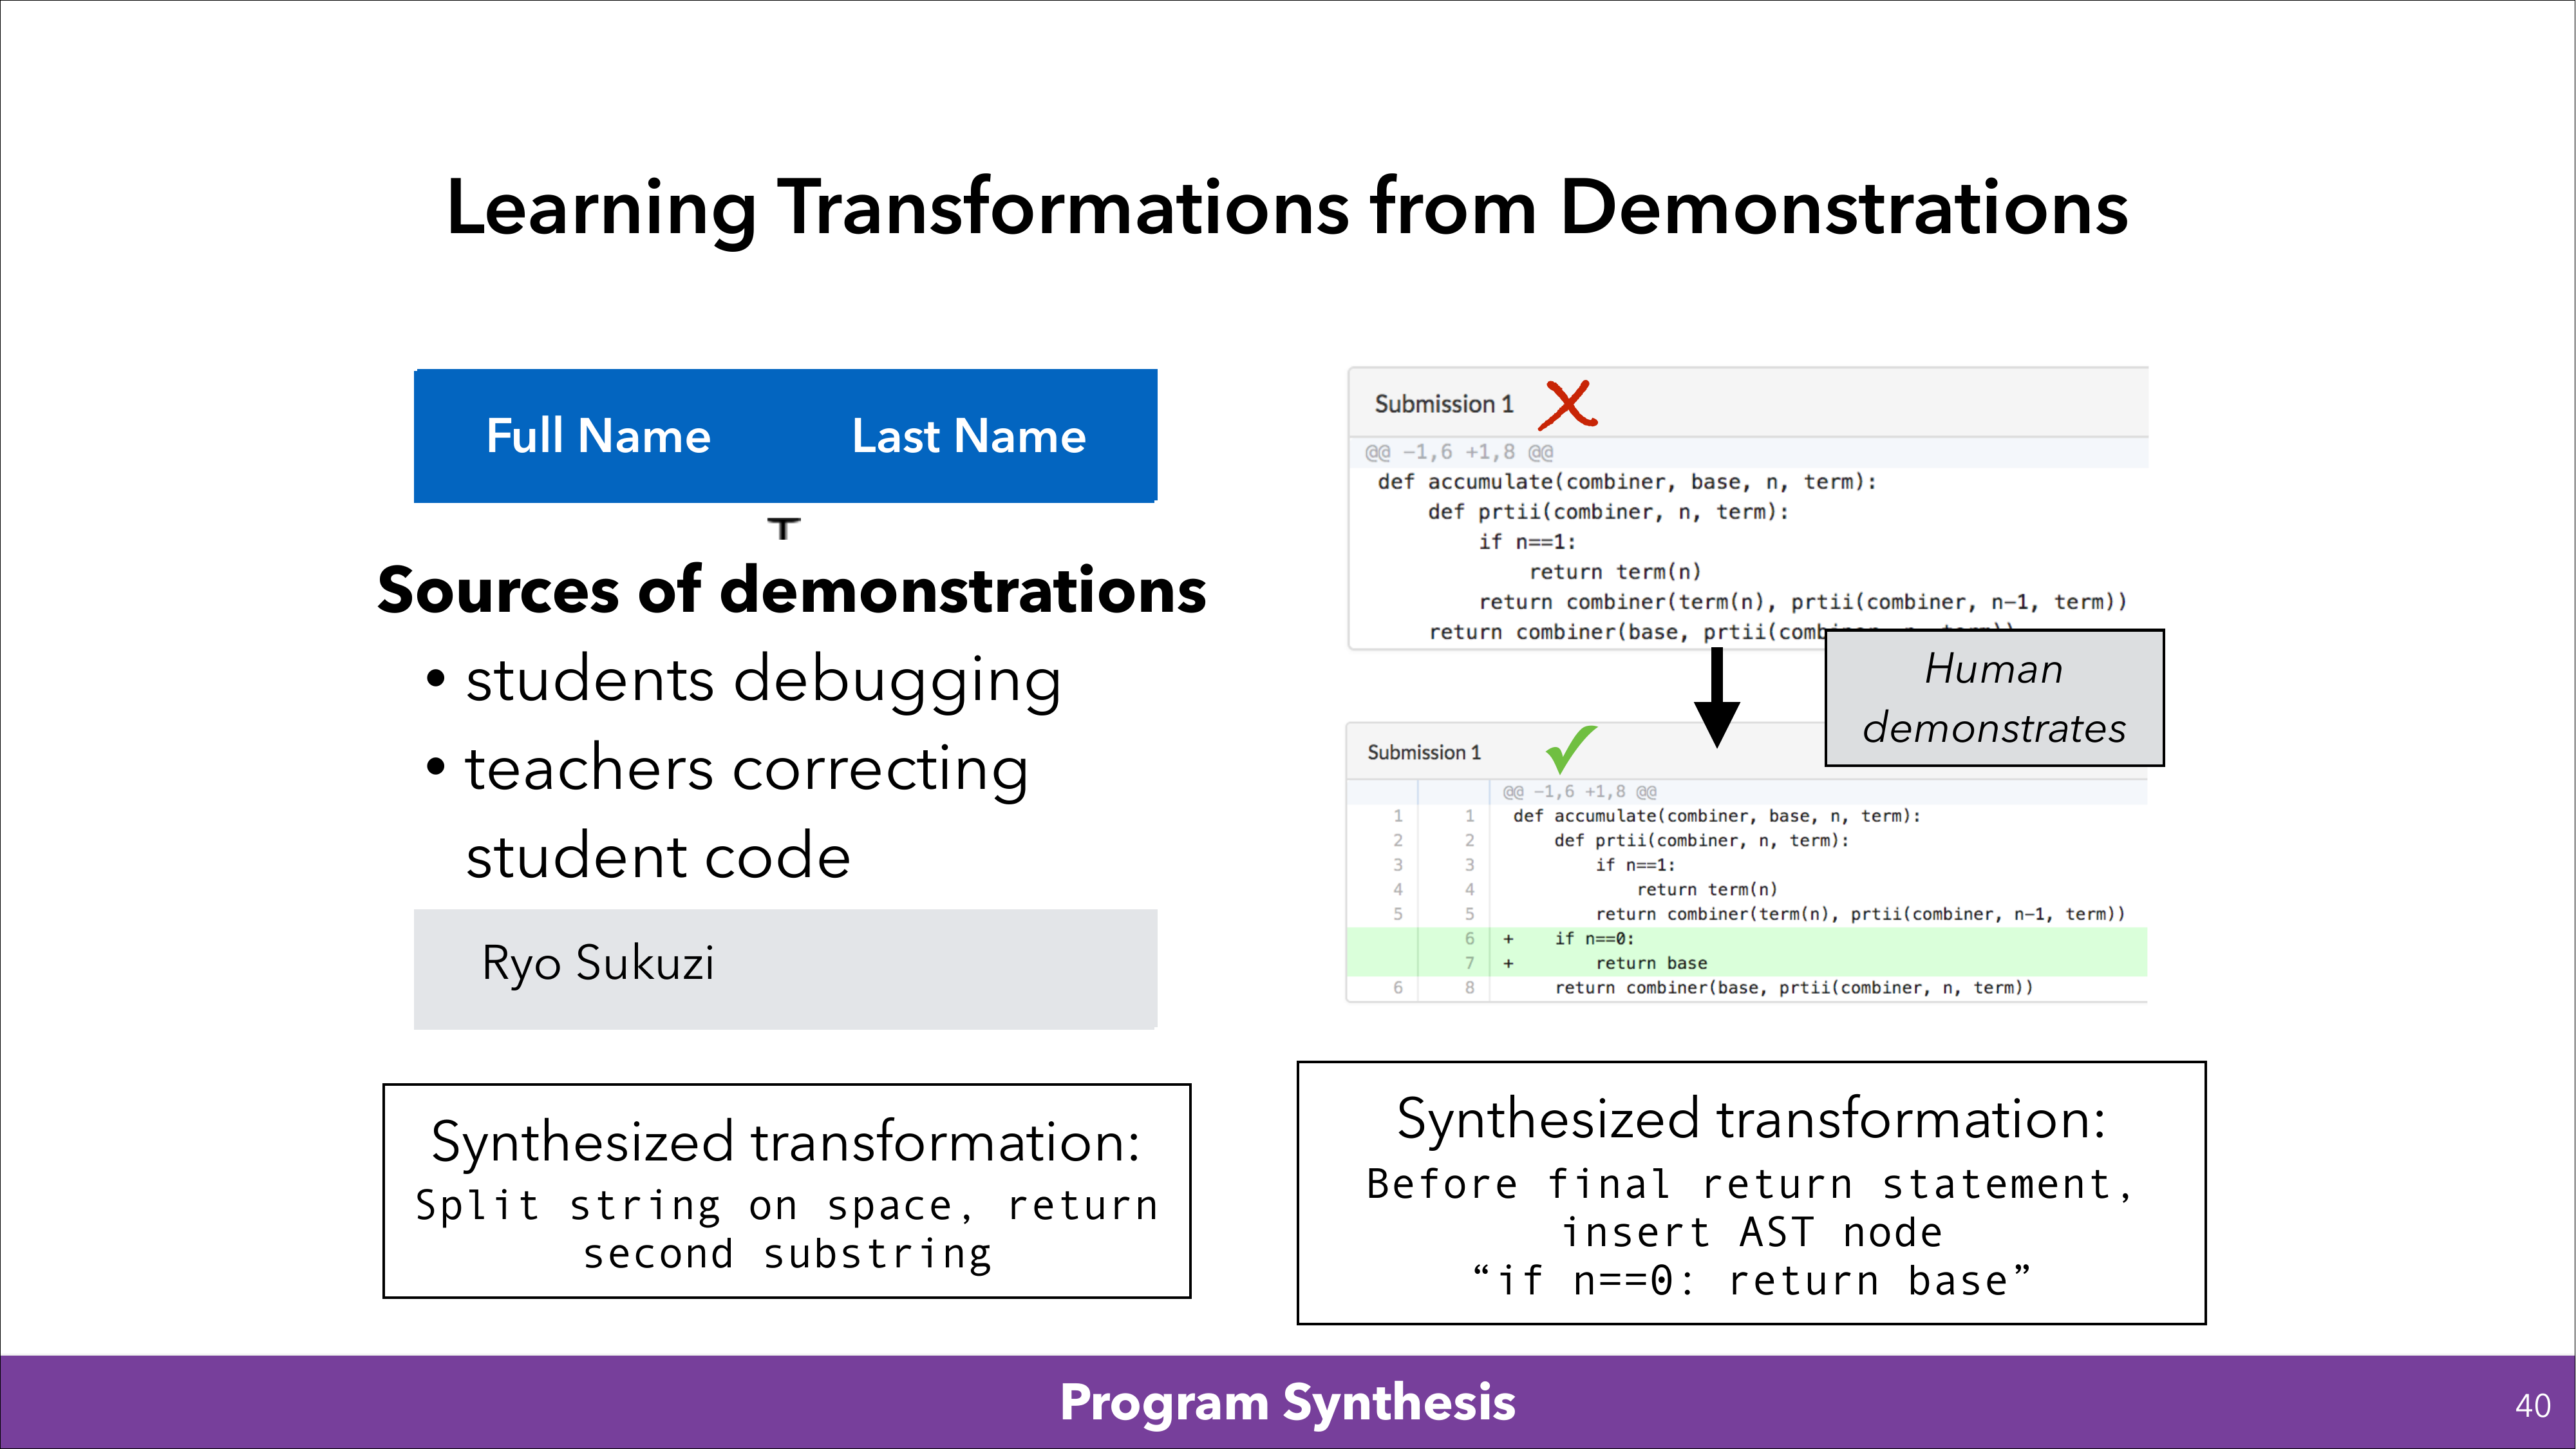 Learning Transformations from Demonstrations
Full Name Last Name
Sources of demonstrations
• students debugging
• teachers correcting
student code
Ryo Sukuzi
Synthesized transformation:
Split string on space, return
second substring
Submission 1
@@ -1,6 +1,8 @@
def accumulate(combiner, base, n, term):
def prtii(combiner, n, term):
if n==1:
return term(n)
return combiner(term(n), prtii(combiner, n-1, term))
return combiner(base, prtii(comb
Human
demonstrates
Submission 1
@@ -1,6 +1,8 @@
1 1 def accumulate(combiner, base, n, term):
2 2 def prtii(combiner, n, term):
3 3 if n==1:
4 4 return term(n)
5 5 return combiner(term(n), prtii(combiner, n-1, term))
6 + if n==0:
7 + return base
6 8 return combiner(base, prtii(combiner, n, term))
Synthesized transformation:
Before final return statement,
insert AST node
“if n==0: return base”
Program Synthesis
40